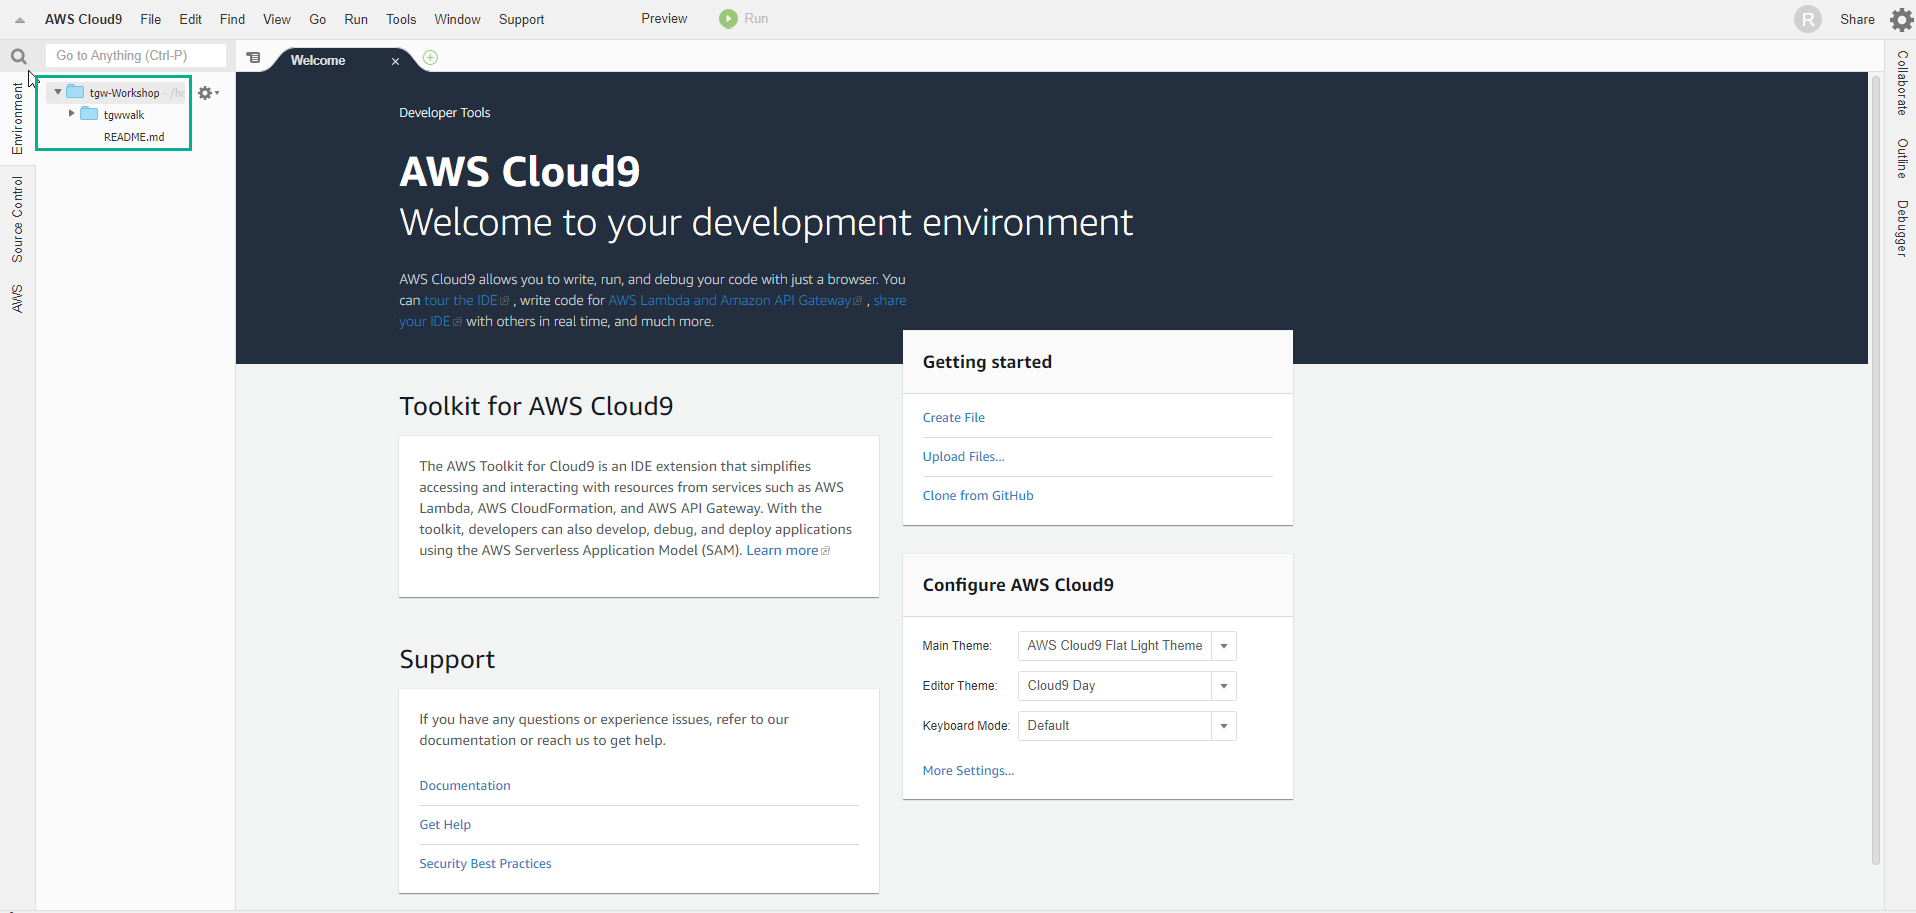 AWS Cloud9 File Edit Find View Go Run Tools Window Support Preview Run R Share
Go to Anything (Ctrl-P)
Welcome
Environment
Source Control
AWS
tgw-Workshop - /ho
tgwwalk
README.md
Developer Tools
AWS Cloud9
Welcome to your development environment
AWS Cloud9 allows you to write, run, and debug your code with just a browser. You
can tour the IDE , write code for AWS Lambda and Amazon API Gateway , share
your IDE with others in real time, and much more.
Toolkit for AWS Cloud9
The AWS Toolkit for Cloud9 is an IDE extension that simplifies
accessing and interacting with resources from services such as AWS
Lambda, AWS CloudFormation, and AWS API Gateway. With the
toolkit, developers can also develop, debug, and deploy applications
using the AWS Serverless Application Model (SAM). Learn more
Support
If you have any questions or experience issues, refer to our
documentation or reach us to get help.
Documentation
Get Help
Security Best Practices
Getting started
Create File
Upload Files...
Clone from GitHub
Configure AWS Cloud9
Main Theme: AWS Cloud9 Flat Light Theme
Editor Theme: Cloud9 Day
Keyboard Mode: Default
More Settings...
Collaborate
Outline
Debugger